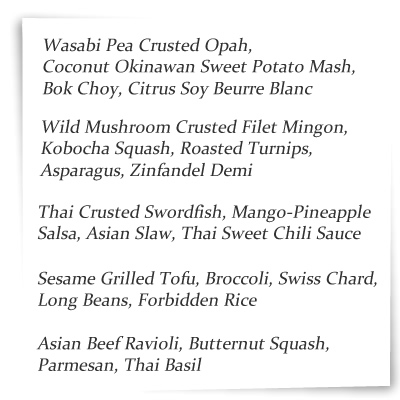 Wasabi Pea Crusted Opah,
Coconut Okinawan Sweet Potato Mash,
Bok Choy, Citrus Soy Beurre Blanc
Wild Mushroom Crusted Filet Mingon,
Kobocha Squash, Roasted Turnips,
Asparagus, Zinfandel Demi
Thai Crusted Swordfish, Mango-Pineapple
Salsa, Asian Slaw, Thai Sweet Chili Sauce
Sesame Grilled Tofu, Broccoli, Swiss Chard,
Long Beans, Forbidden Rice
Asian Beef Ravioli, Butternut Squash,
Parmesan, Thai Basil